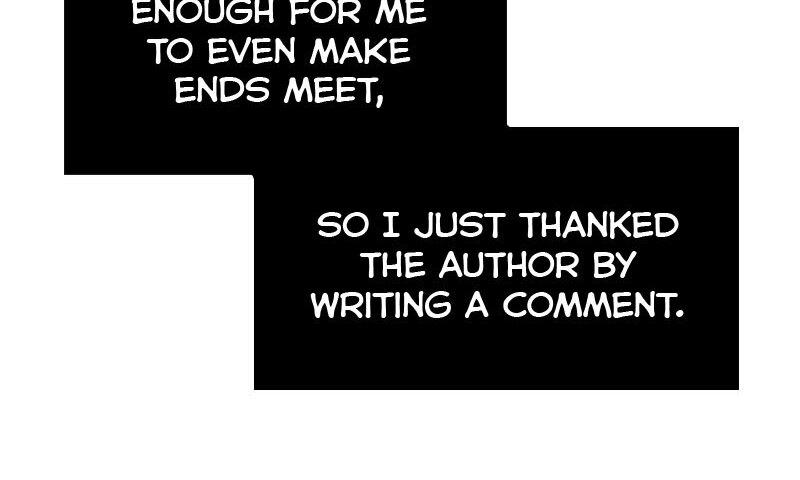 ENOUGH FOR ME
TO EVEN MAKE
ENDS MEET,
SO I JUST THANKED
THE AUTHOR BY
WRITING A COMMENT.